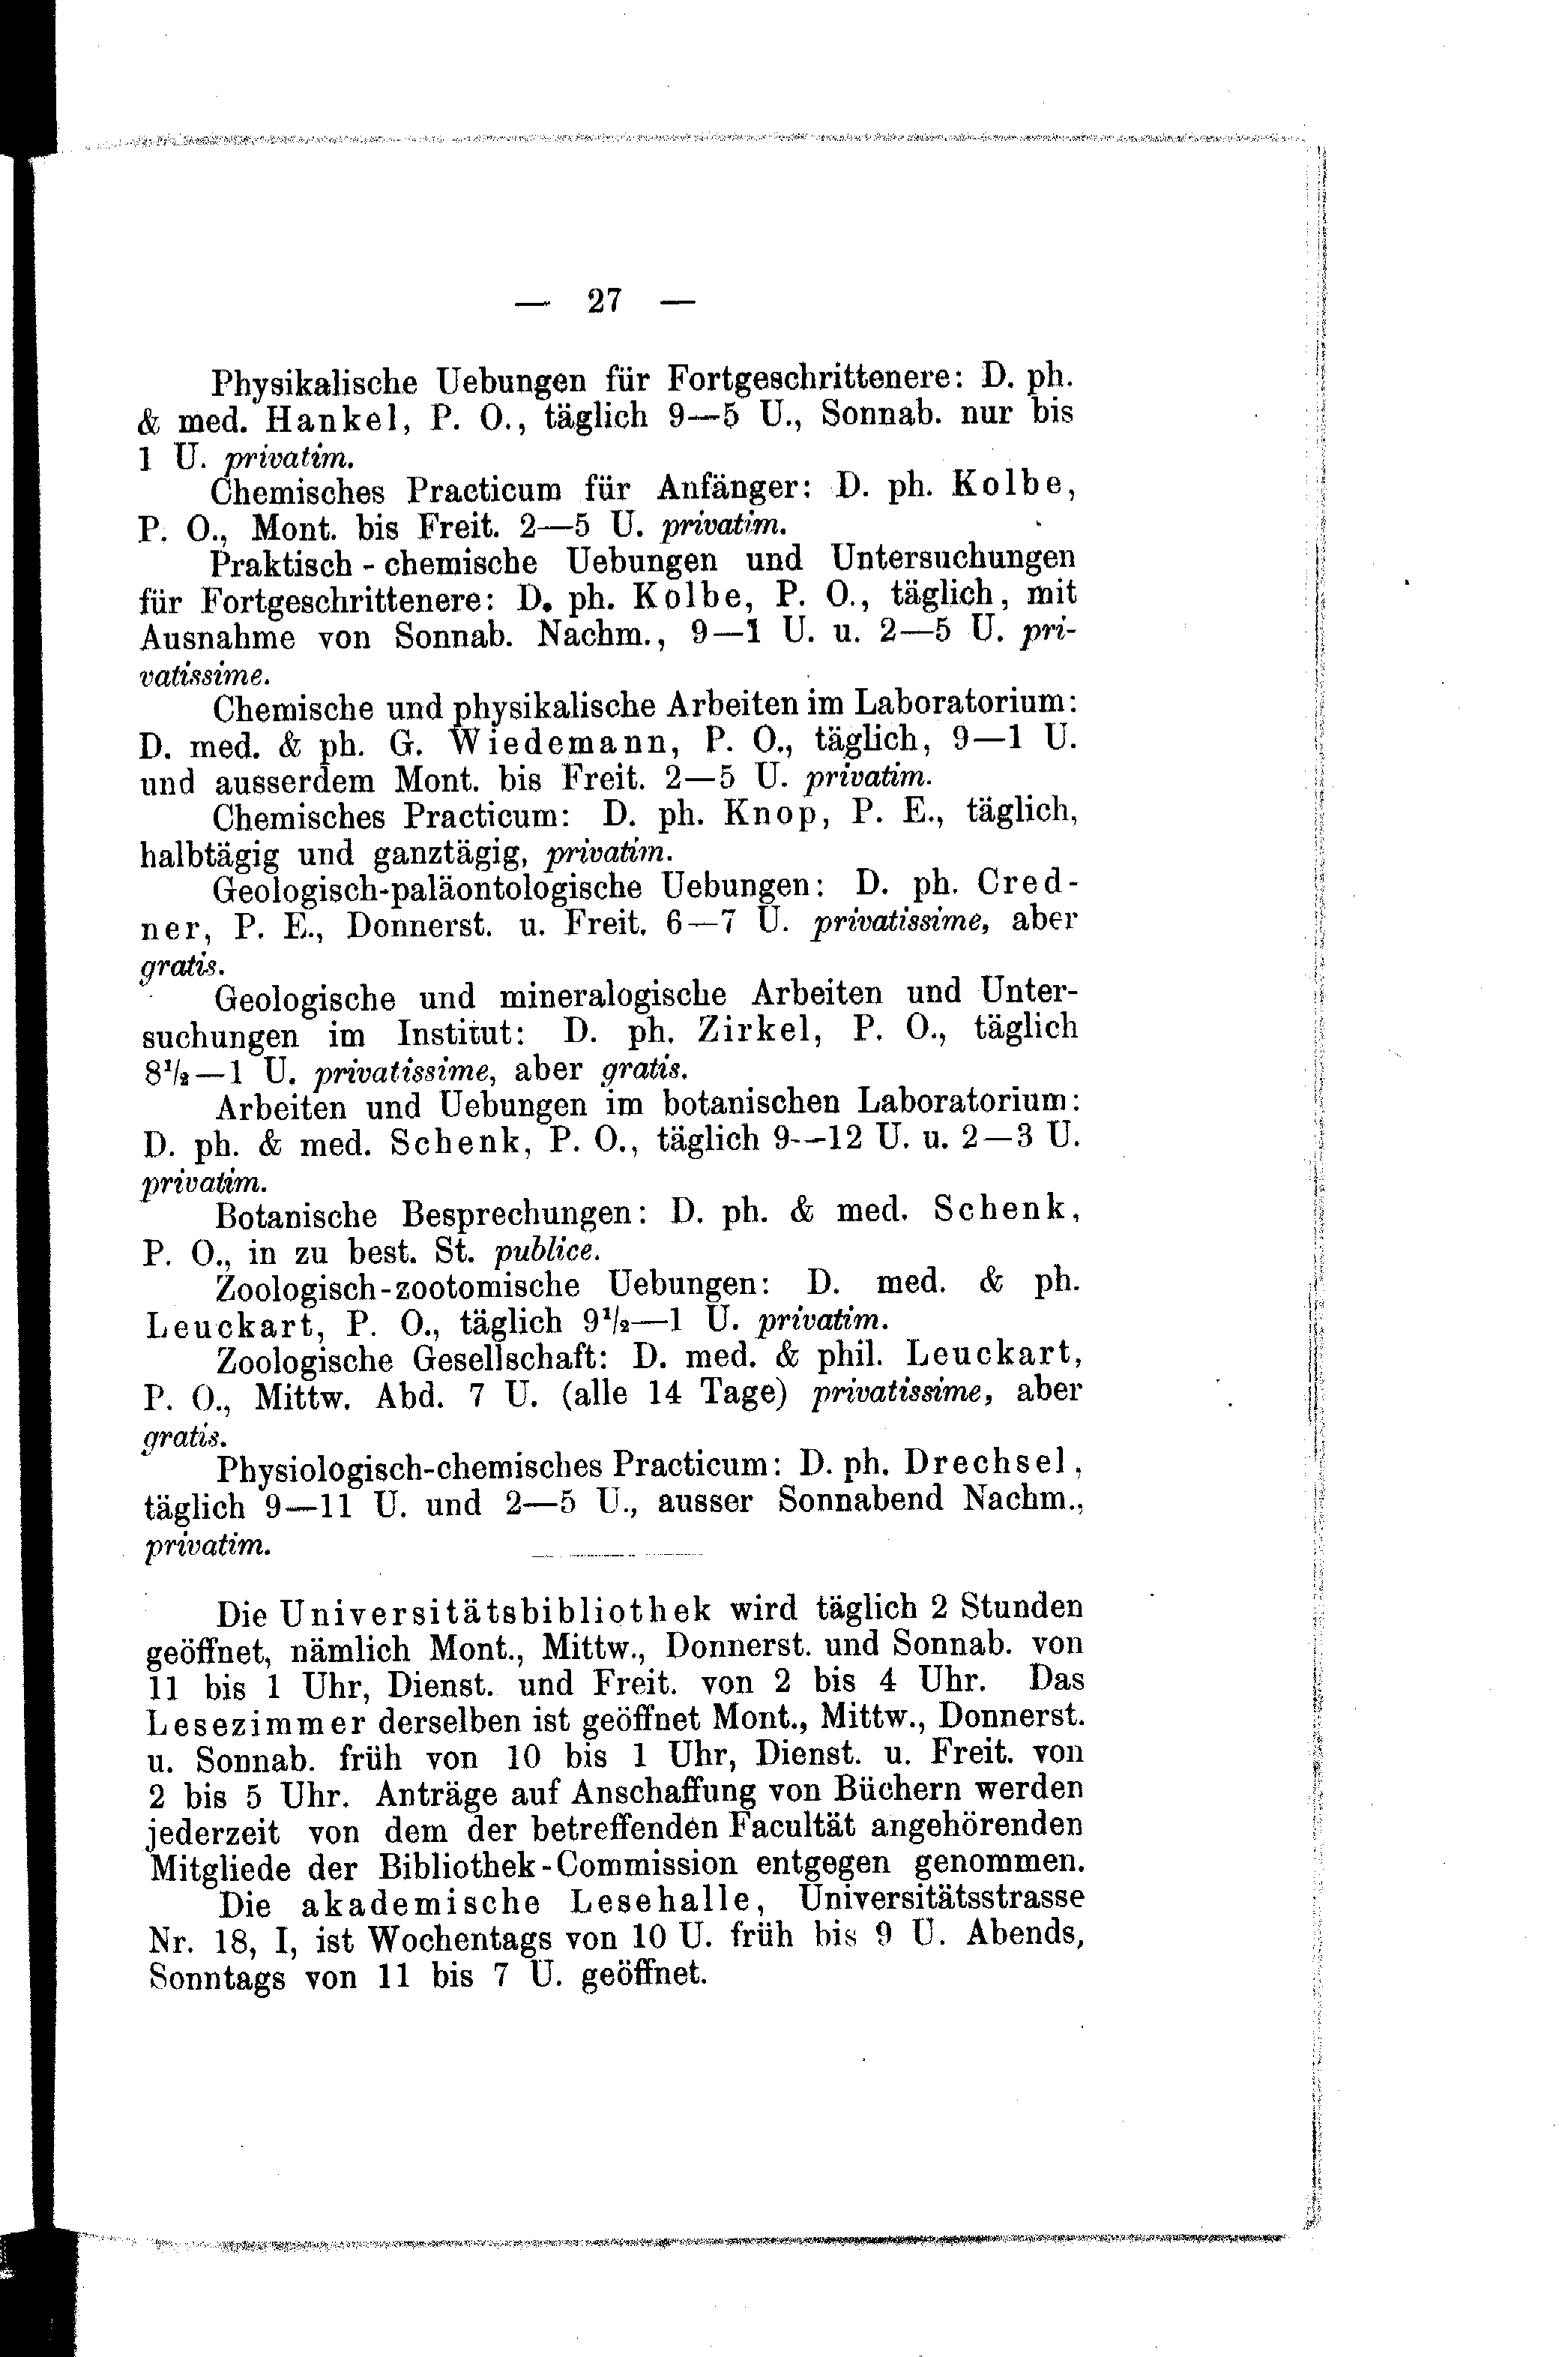 — 27 —
Physikalische Uebungen für Fortgeschrittenere: D. ph.
& med. Hankel, P. O., täglich 9—5 U., Sonnab. nur bis
1 U. privatim.
Chemisches Practicum für Anfänger: D. ph. Kolbe,
P. O., Mont. bis Freit. 2—5 U. privatim.
Praktisch-chemische Uebungen und Untersuchungen
für Fortgeschrittenere: D. ph. Kolbe, P. O., täglich, mit
Ausnahme von Sonnab. Nachm., 9—1 U. u. 2—5 U. pri-
vatissime.
Chemische und physikalische Arbeiten im Laboratorium:
D. med. & ph. G. Wiedemann, P. O., täglich, 9—1 U.
und ausserdem Mont. bis Freit. 2—5 U. privatim.
Chemisches Practicum: D. ph. Knop, P. E., täglich,
halbtägig und ganztägig, privatim.
Geologisch-paläontologische Uebungen: D. ph. Cred-
ner, P. E., Donnerst. u. Freit. 6—7 U. privatissime, aber
gratis.
Geologische und mineralogische Arbeiten und Unter-
suchungen im Institut: D. ph. Zirkel, P. O., täglich
8½—1 U. privatissime, aber gratis.
Arbeiten und Uebungen im botanischen Laboratorium:
D. ph. & med. Schenk, P. O., täglich 9—12 U. u. 2—3 U.
privatim.
Botanische Besprechungen: D. ph. & med. Schenk,
P. O., in zu best. St. publice.
Zoologisch-zootomische Uebungen: D. med. & ph.
Leuckart, P. O., täglich 9½—1 U. privatim.
Zoologische Gesellschaft: D. med. & phil. Leuckart,
P. O., Mittw. Abd. 7 U. (alle 14 Tage) privatissime, aber
gratis.
Physiologisch-chemisches Practicum: D. ph. Drechsel,
täglich 9—11 U. und 2—5 U., ausser Sonnabend Nachm.,
privatim.
Die Universitätsbibliothek wird täglich 2 Stunden
geöffnet, nämlich Mont., Mittw., Donnerst. und Sonnab. von
11 bis 1 Uhr, Dienst. und Freit. von 2 bis 4 Uhr. Das
Lesezimmer derselben ist geöffnet Mont., Mittw., Donnerst.
u. Sonnab. früh von 10 bis 1 Uhr, Dienst. u. Freit. von
2 bis 5 Uhr. Anträge auf Anschaffung von Büchern werden
jederzeit von dem der betreffenden Facultät angehörenden
Mitgliede der Bibliothek-Commission entgegen genommen.
Die akademische Lesehalle, Universitätsstrasse
Nr. 18, I, ist Wochentags von 10 U. früh bis 9 U. Abends,
Sonntags von 11 bis 7 U. geöffnet.